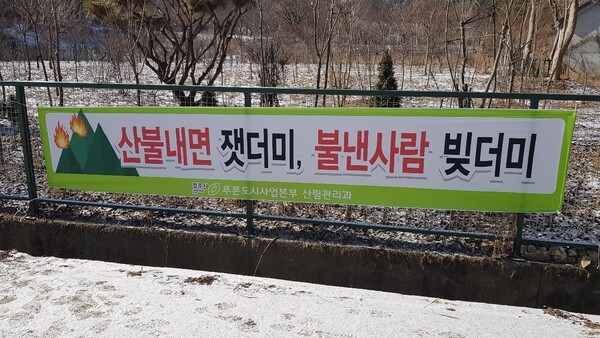 산불내면 잿더미, 불낸사람 빚더미
푸른도시사업본부 산림관리과